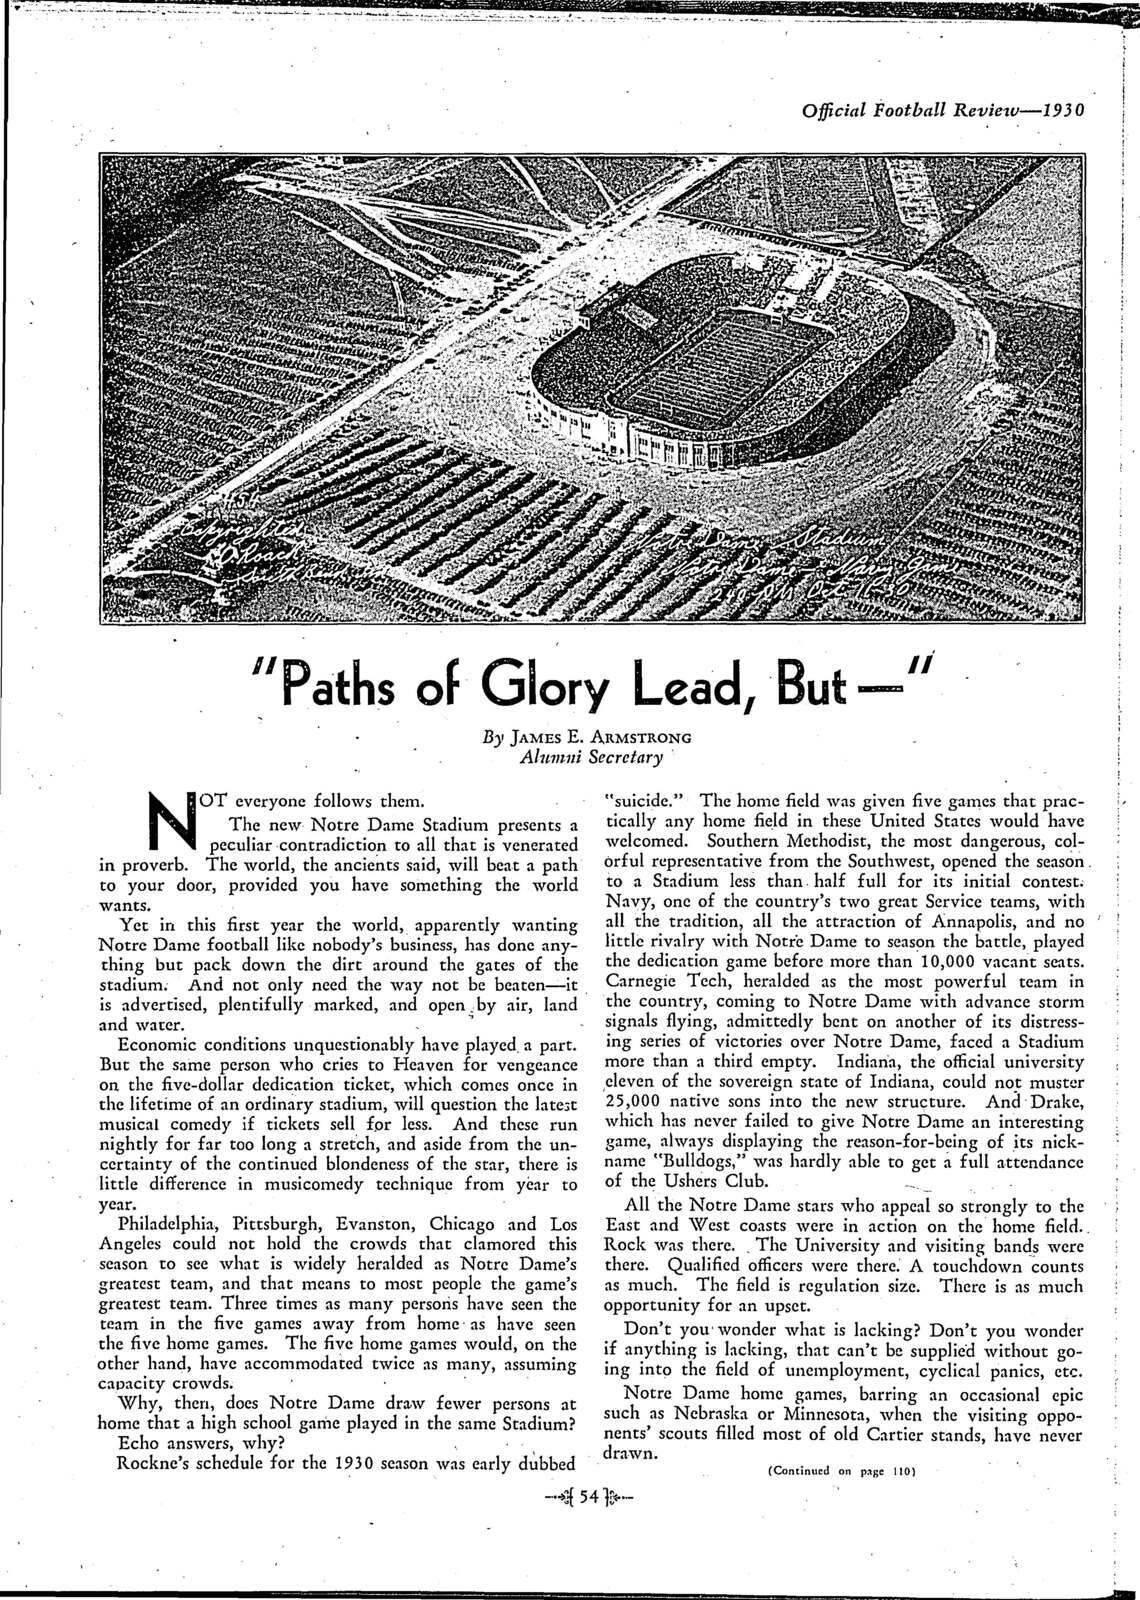 Official Football Review—1930
"Paths of Glory Lead, But—"
By JAMES E. ARMSTRONG
Alumni Secretary
NOT everyone follows them.
The new Notre Dame Stadium presents a
peculiar contradiction to all that is venerated
in proverb. The world, the ancients said, will beat a path
to your door, provided you have something the world
wants.
Yet in this first year the world, apparently wanting
Notre Dame football like nobody's business, has done any-
thing but pack down the dirt around the gates of the
stadium. And not only need the way not be beaten—it
is advertised, plentifully marked, and open by air, land
and water.
Economic conditions unquestionably have played a part.
But the same person who cries to Heaven for vengeance
on the five-dollar dedication ticket, which comes once in
the lifetime of an ordinary stadium, will question the latest
musical comedy if tickets sell for less. And these run
nightly for far too long a stretch, and aside from the un-
certainty of the continued blondeness of the star, there is
little difference in musicomedy technique from year to
year.
Philadelphia, Pittsburgh, Evanston, Chicago and Los
Angeles could not hold the crowds that clamored this
season to see what is widely heralded as Notre Dame's
greatest team, and that means to most people the game's
greatest team. Three times as many persons have seen the
team in the five games away from home as have seen
the five home games. The five home games would, on the
other hand, have accommodated twice as many, assuming
capacity crowds.
Why, then, does Notre Dame draw fewer persons at
home that a high school game played in the same Stadium?
Echo answers, why?
Rockne's schedule for the 1930 season was early dubbed
"suicide." The home field was given five games that prac-
tically any home field in these United States would have
welcomed. Southern Methodist, the most dangerous, col-
orful representative from the Southwest, opened the season
to a Stadium less than half full for its initial contest.
Navy, one of the country's two great Service teams, with
all the tradition, all the attraction of Annapolis, and no
little rivalry with Notre Dame to season the battle, played
the dedication game before more than 10,000 vacant seats.
Carnegie Tech, heralded as the most powerful team in
the country, coming to Notre Dame with advance storm
signals flying, admittedly bent on another of its distress-
ing series of victories over Notre Dame, faced a Stadium
more than a third empty. Indiana, the official university
eleven of the sovereign state of Indiana, could not muster
25,000 native sons into the new structure. And Drake,
which has never failed to give Notre Dame an interesting
game, always displaying the reason-for-being of its nick-
name "Bulldogs," was hardly able to get a full attendance
of the Ushers Club.
All the Notre Dame stars who appeal so strongly to the
East and West coasts were in action on the home field.
Rock was there. The University and visiting bands were
there. Qualified officers were there. A touchdown counts
as much. The field is regulation size. There is as much
opportunity for an upset.
Don't you wonder what is lacking? Don't you wonder
if anything is lacking, that can't be supplied without go-
ing into the field of unemployment, cyclical panics, etc.
Notre Dame home games, barring an occasional epic
such as Nebraska or Minnesota, when the visiting oppo-
nents' scouts filled most of old Cartier stands, have never
drawn.
(Continued on page 110)
54